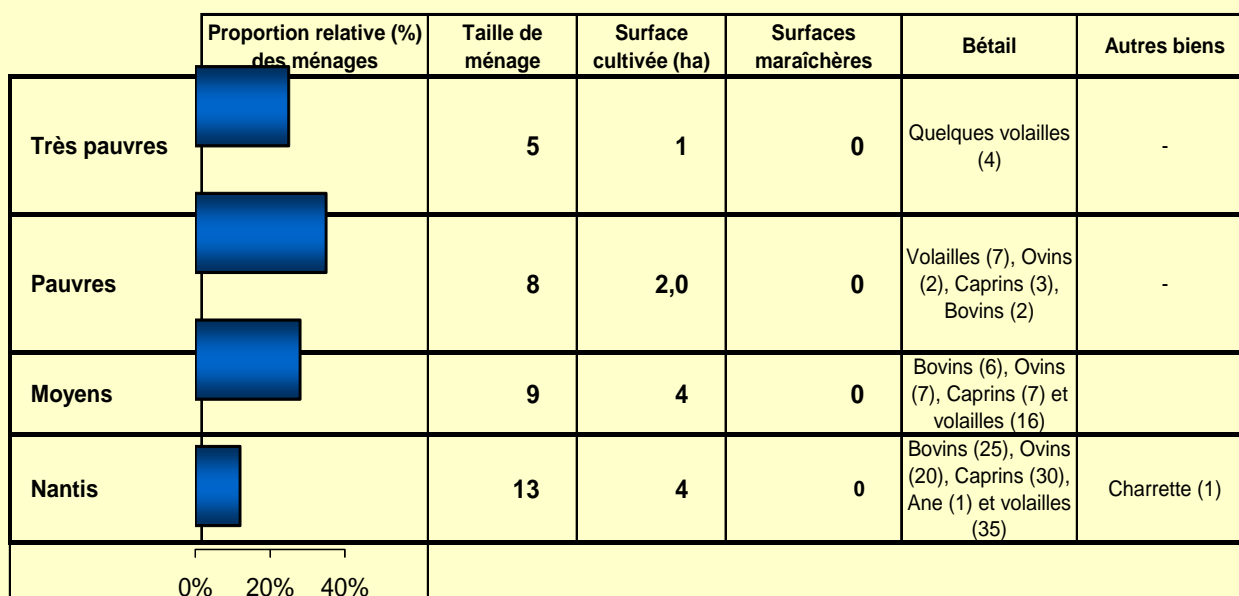 Proportion relative (%)
des ménages
Taille de
ménage
Surface
cultivée (ha)
Surfaces
maraîchères
Bétail
Autres biens
Très pauvres
5
1
0
Quelques volailles
(4)
-
Pauvres
8
2,0
0
Volailles (7), Ovins
(2), Caprins (3),
Bovins (2)
-
Moyens
9
4
0
Bovins (6), Ovins
(7), Caprins (7) et
volailles (16)
Nantis
13
4
0
Bovins (25), Ovins
(20), Caprins (30),
Ane (1) et volailles
(35)
Charrette (1)
0% 20% 40%